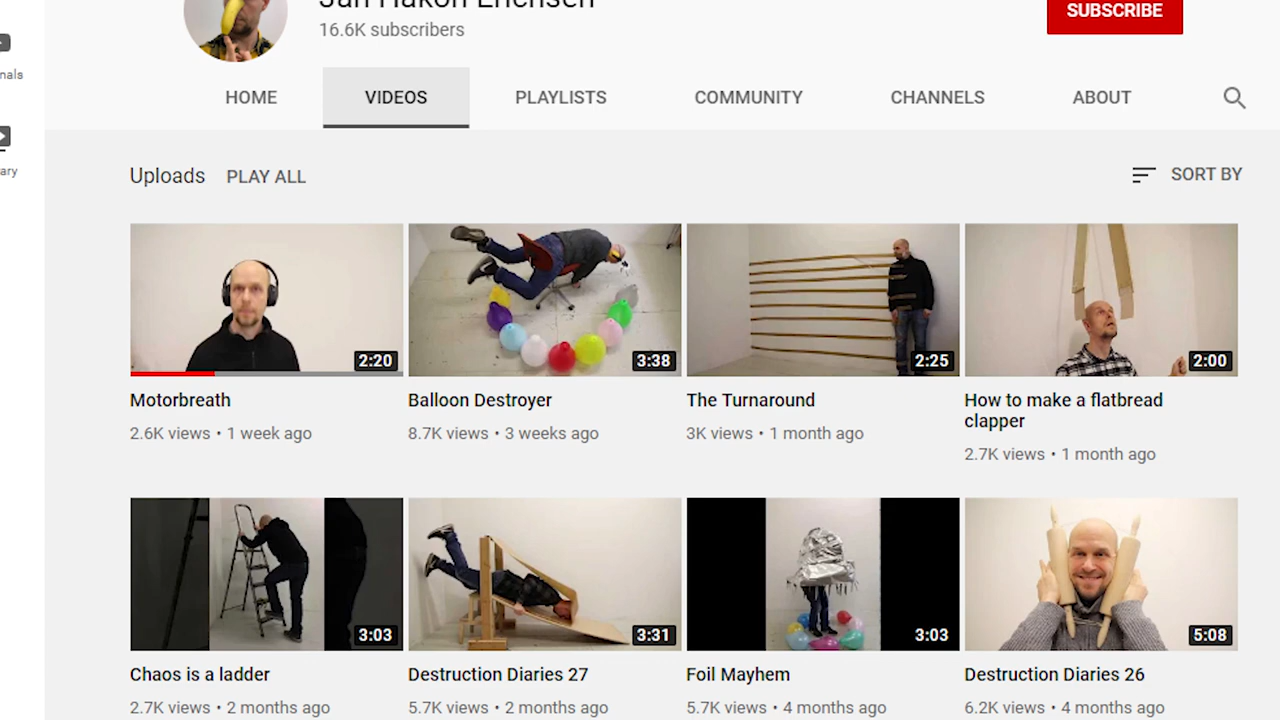 Jan Hakon Erichsen
16.6K subscribers
SUBSCRIBE
nals
ary
HOME
VIDEOS
PLAYLISTS
COMMUNITY
CHANNELS
ABOUT
Uploads PLAY ALL
SORT BY
2:20
3:38
2:25
2:00
Motorbreath
2.6K views • 1 week ago
Balloon Destroyer
8.7K views • 3 weeks ago
The Turnaround
3K views • 1 month ago
How to make a flatbread
clapper
2.7K views • 1 month ago
3:03
3:31
3:03
5:08
Chaos is a ladder
2.7K views • 2 months ago
Destruction Diaries 27
5.7K views • 2 months ago
Foil Mayhem
5.7K views • 4 months ago
Destruction Diaries 26
6.2K views • 4 months ago